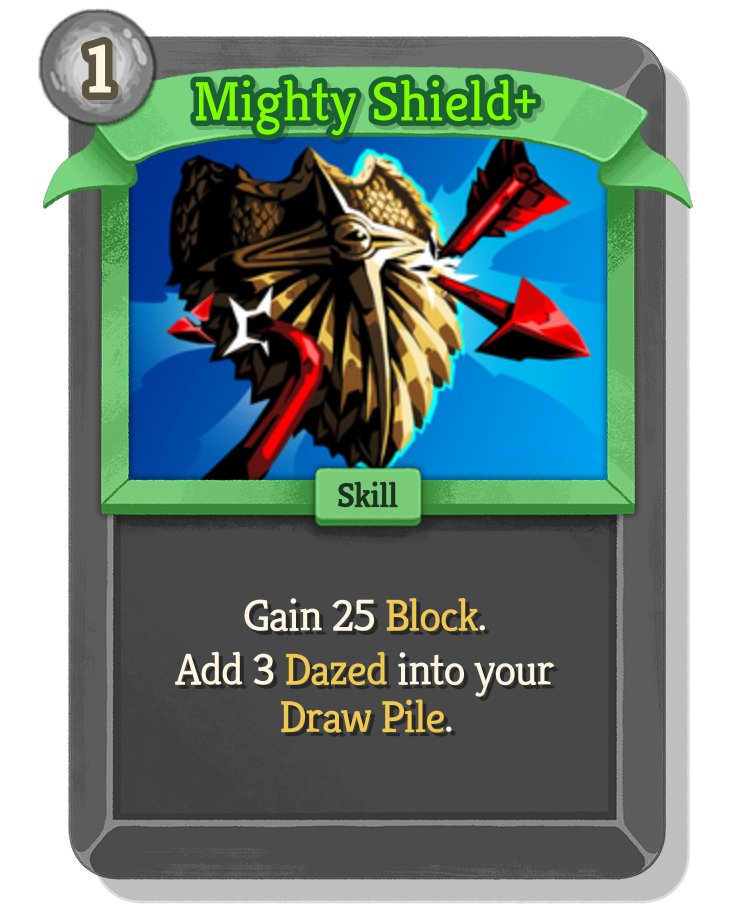 1
Mighty Shield+
Skill
Gain 25 Block.
Add 3 Dazed into your
Draw Pile.